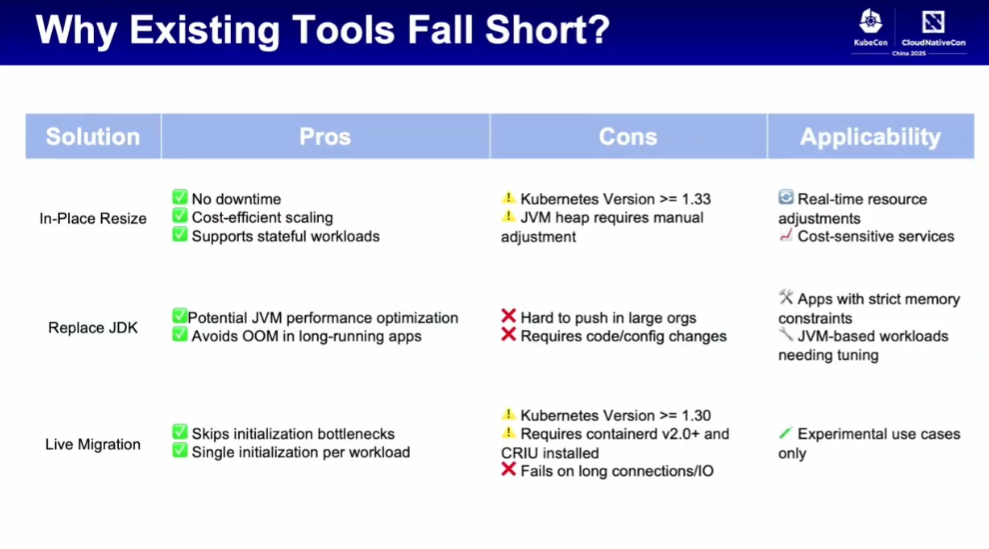 Why Existing Tools Fall Short?
KubeCon
CloudNativeCon
China 2025
Solution
Pros
Cons
Applicability
In-Place Resize
✅ No downtime
✅ Cost-efficient scaling
✅ Supports stateful workloads
⚠️ Kubernetes Version >= 1.33
⚠️ JVM heap requires manual
adjustment
🔄 Real-time resource
adjustments
📈 Cost-sensitive services
Replace JDK
✅Potential JVM performance optimization
✅ Avoids OOM in long-running apps
❌ Hard to push in large orgs
❌ Requires code/config changes
🛠️ Apps with strict memory
constraints
🔧 JVM-based workloads
needing tuning
Live Migration
✅ Skips initialization bottlenecks
✅ Single initialization per workload
⚠️ Kubernetes Version >= 1.30
⚠️ Requires containerd v2.0+ and
CRIU installed
❌ Fails on long connections/IO
🧪 Experimental use cases
only